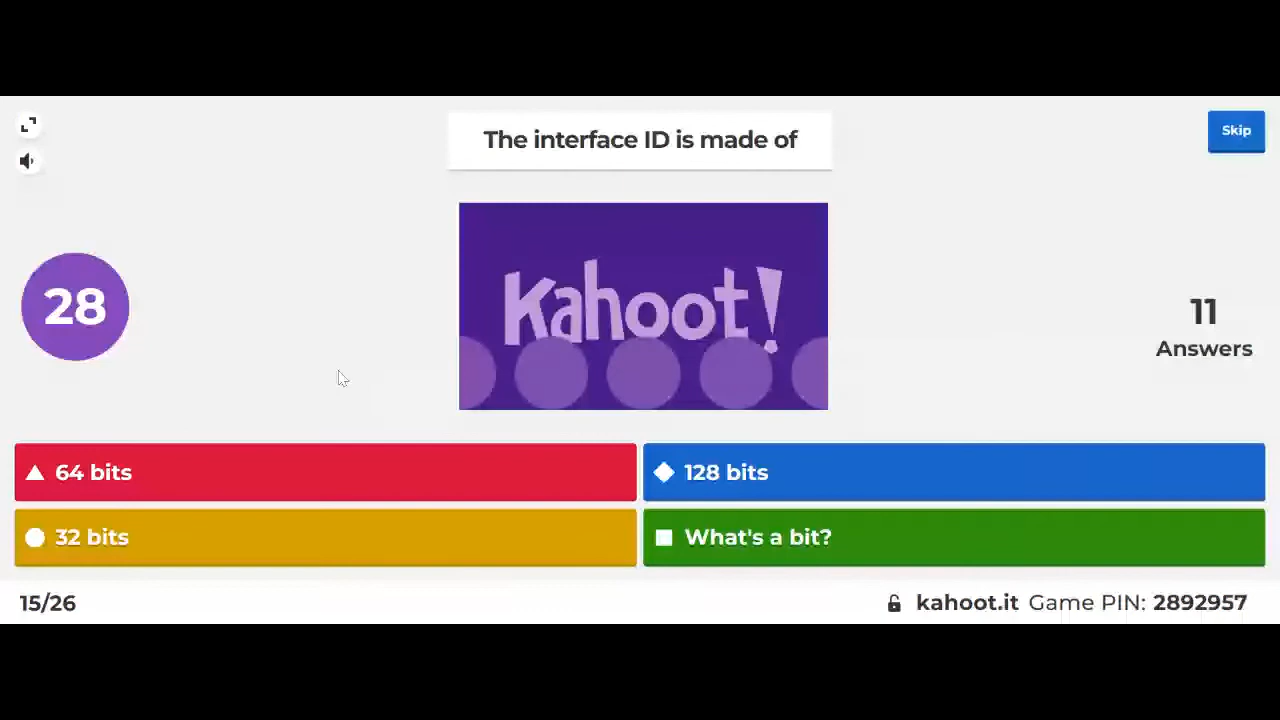 The interface ID is made of
Skip
28
Kahoot!
11
Answers
64 bits
128 bits
32 bits
What's a bit?
15/26
kahoot.it Game PIN: 2892957